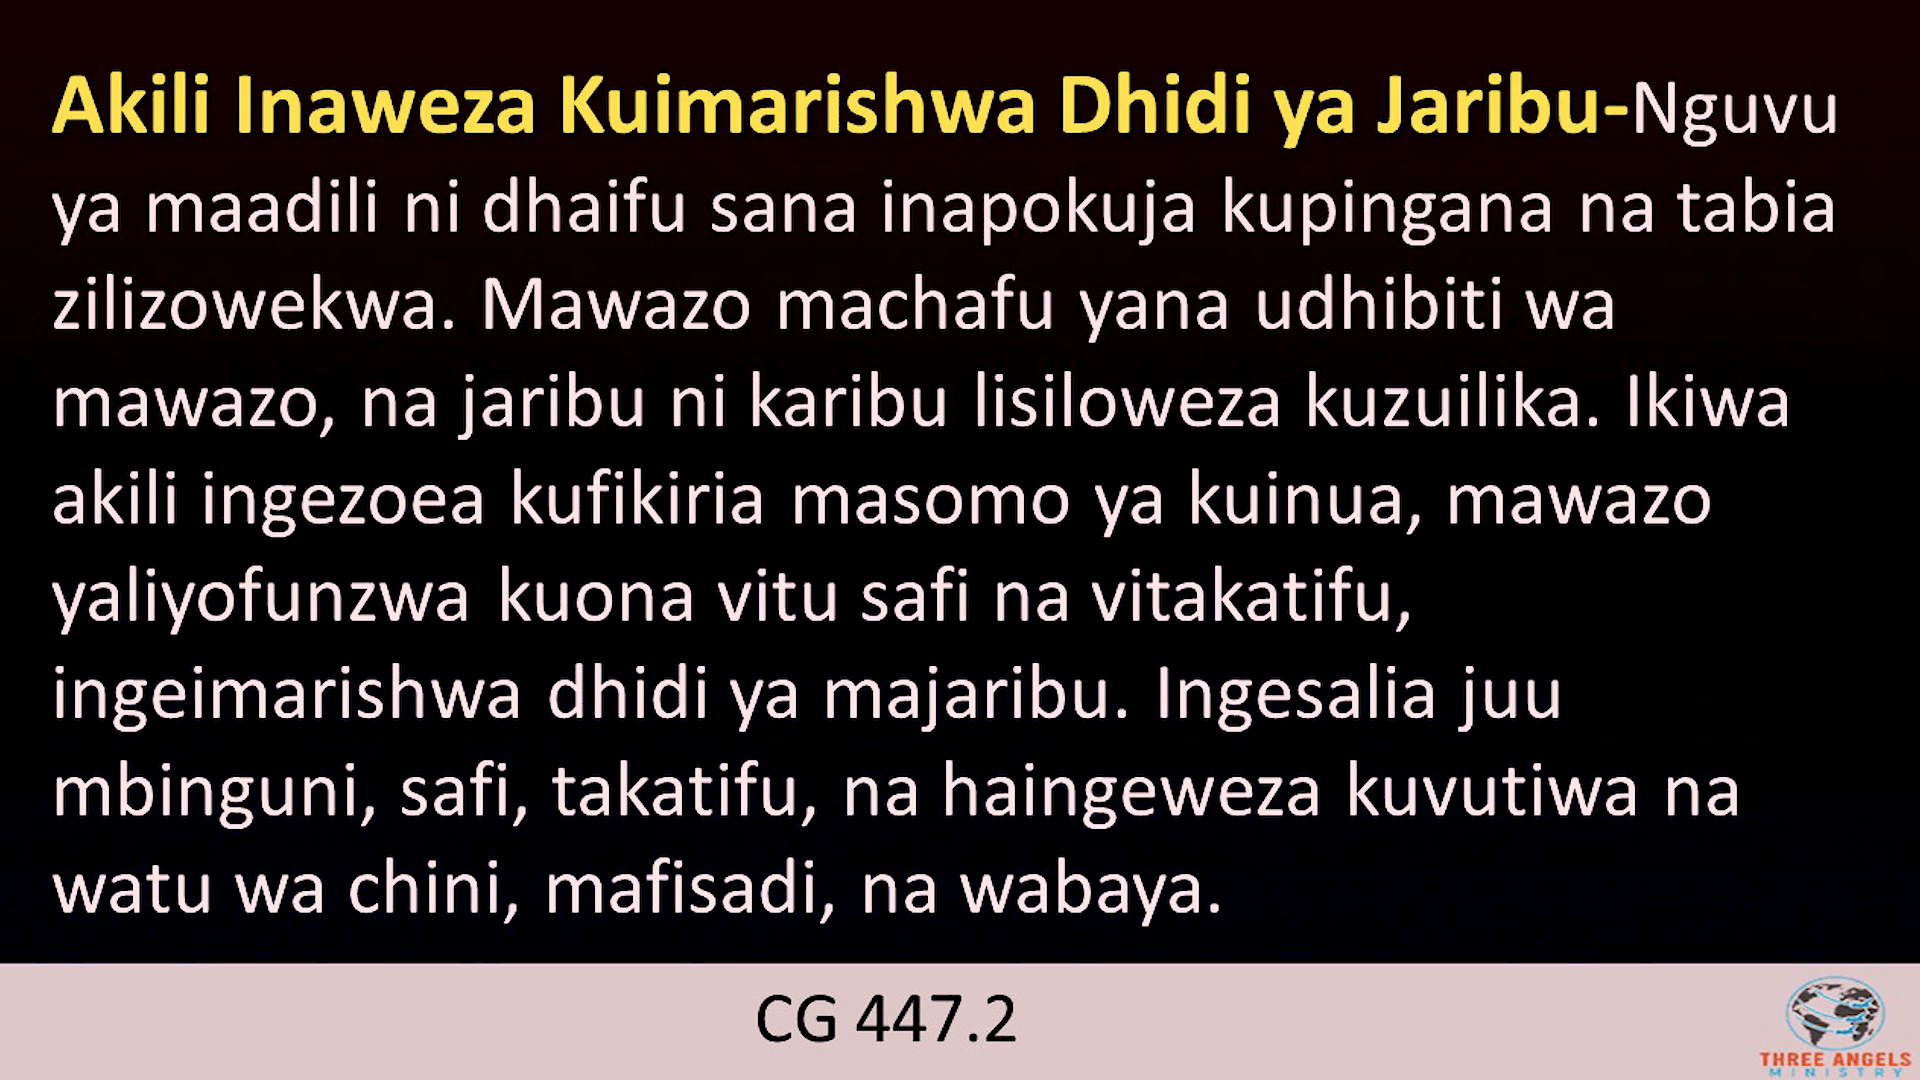 Akili Inaweza Kuimarishwa Dhidi ya Jaribu-Nguvu
ya maadili ni dhaifu sana inapokuja kupingana na tabia
zilizowekwa. Mawazo machafu yana udhibiti wa
mawazo, na jaribu ni karibu lisiloweza kuzuilika. Ikiwa
akili ingezoea kufikiria masomo ya kuinua, mawazo
yaliyofunzwa kuona vitu safi na vitakatifu,
ingeimarishwa dhidi ya majaribu. Ingesalia juu
mbinguni, safi, takatifu, na haingeweza kuvutiwa na
watu wa chini, mafisadi, na wabaya.
CG 447.2
THREE ANGELS
MINISTRY